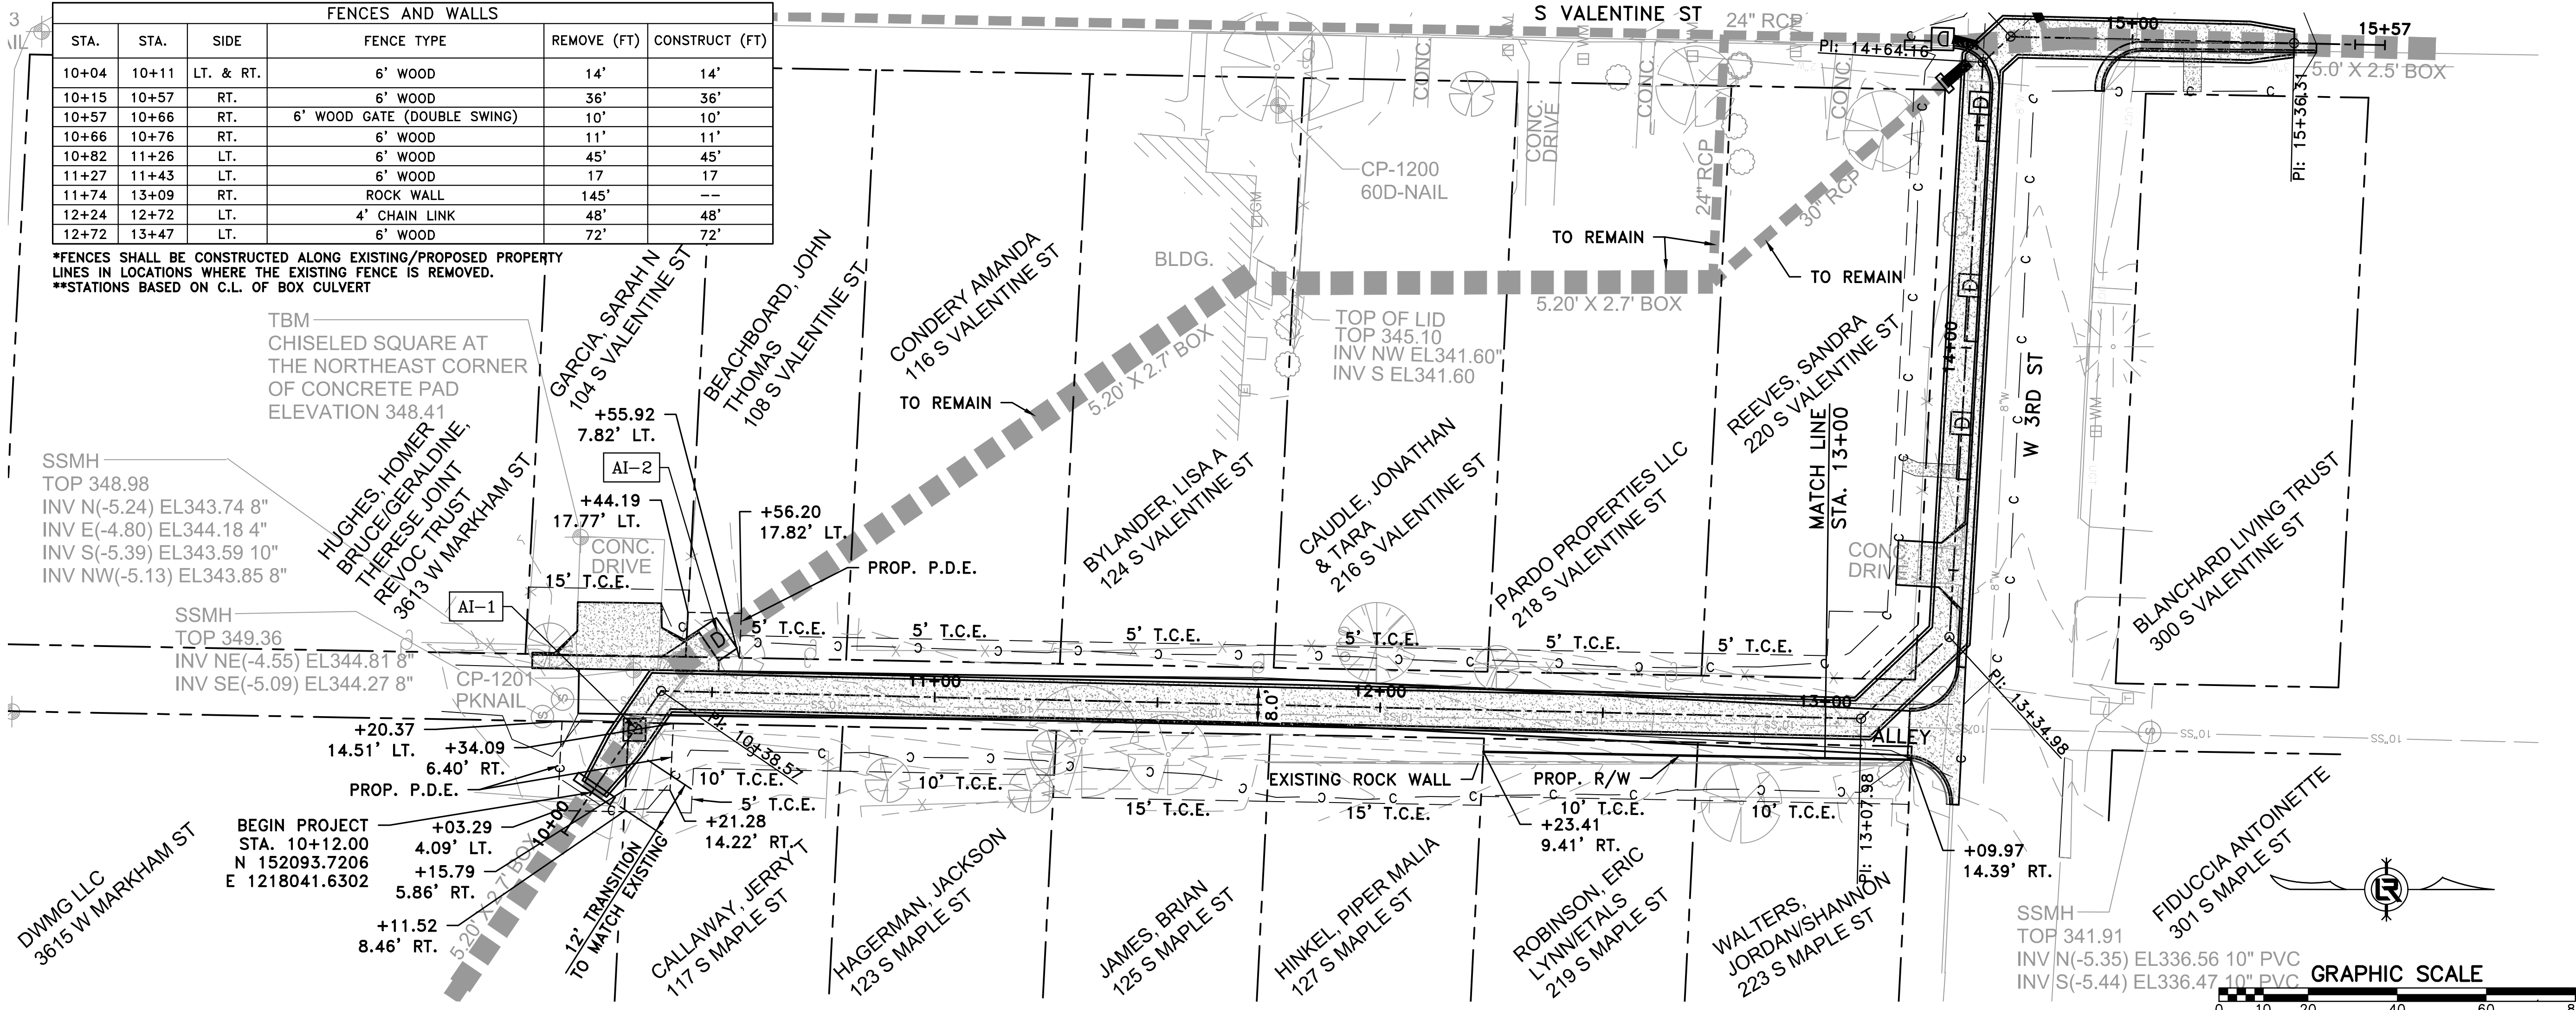 FENCES AND WALLS
STA. STA. SIDE FENCE TYPE REMOVE (FT) CONSTRUCT (FT)
10+04 10+11 LT. & RT. 6' WOOD 14' 14'
10+15 10+57 RT. 6' WOOD 36' 36'
10+57 10+66 RT. 6' WOOD GATE (DOUBLE SWING) 10' 10'
10+66 10+76 RT. 6' WOOD 11' 11'
10+82 11+26 LT. 6' WOOD 45' 45'
11+27 11+43 LT. 6' WOOD 17 17
11+74 13+09 RT. ROCK WALL 145' --
12+24 12+72 LT. 4' CHAIN LINK 48' 48'
12+72 13+47 LT. 6' WOOD 72' 72'
*FENCES SHALL BE CONSTRUCTED ALONG EXISTING/PROPOSED PROPERTY
LINES IN LOCATIONS WHERE THE EXISTING FENCE IS REMOVED.
**STATIONS BASED ON C.L. OF BOX CULVERT
S VALENTINE ST
24" RCP
PI: 14+64.16
15+00
15+57
5.0' X 2.5' BOX
PI: 15+36.31
CONC.
CONC.
DRIVE
CONC.
CONC.
WM
WM
WM
GM
CP-1200
60D-NAIL
24" RCP
30" RCP
TO REMAIN
TO REMAIN
BLDG.
5.20' X 2.7' BOX
TOP OF LID
TOP 345.10
INV NW EL341.60"
INV S EL341.60
TBM
CHISELED SQUARE AT
THE NORTHEAST CORNER
OF CONCRETE PAD
ELEVATION 348.41
GARCIA, SARAH N
104 S VALENTINE ST
BEACHBOARD, JOHN
THOMAS
108 S VALENTINE ST
CONDERY AMANDA
116 S VALENTINE ST
TO REMAIN
5.20' X 2.7' BOX
BYLANDER, LISA A
124 S VALENTINE ST
CAUDLE, JONATHAN
& TARA
216 S VALENTINE ST
PARDO PROPERTIES LLC
218 S VALENTINE ST
REEVES, SANDRA
220 S VALENTINE ST
MATCH LINE
STA. 13+00
14+00
W 3RD ST
8"W
8"W
WM
BLANCHARD LIVING TRUST
300 S VALENTINE ST
SSMH
TOP 348.98
INV N(-5.24) EL343.74 8"
INV E(-4.80) EL344.18 4"
INV S(-5.39) EL343.59 10"
INV NW(-5.13) EL343.85 8"
HUGHES, HOMER
BRUCE/GERALDINE,
THERESE JOINT
REVOC TRUST
3613 W MARKHAM ST
+55.92
7.82' LT.
AI-2
+44.19
17.77' LT.
+56.20
17.82' LT.
PROP. P.D.E.
CONC.
DRIVE
15' T.C.E.
AI-1
SSMH
TOP 349.36
INV NE(-4.55) EL344.81 8"
INV SE(-5.09) EL344.27 8"
CP-1201
PKNAIL
5' T.C.E.
5' T.C.E.
5' T.C.E.
5' T.C.E.
5' T.C.E.
5' T.C.E.
CONC
DRIVE
11+00
12+00
13+00
8.0'
PI: 10+38.57
PI: 13+34.98
PI: 13+07.98
ALLEY
10"SS
10"SS
+20.37
14.51' LT.
+34.09
6.40' RT.
PROP. P.D.E.
10' T.C.E.
5' T.C.E.
10' T.C.E.
15' T.C.E.
EXISTING ROCK WALL
15' T.C.E.
PROP. R/W
10' T.C.E.
10' T.C.E.
BEGIN PROJECT
STA. 10+12.00
N 152093.7206
E 1218041.6302
+03.29
4.09' LT.
+15.79
5.86' RT.
+11.52
8.46' RT.
10+00
5.20' X 2.7' BOX
12' TRANSITION
TO MATCH EXISTING
+21.28
14.22' RT.
+23.41
9.41' RT.
+09.97
14.39' RT.
DWMG LLC
3615 W MARKHAM ST
CALLAWAY, JERRY T
117 S MAPLE ST
HAGERMAN, JACKSON
123 S MAPLE ST
JAMES, BRIAN
125 S MAPLE ST
HINKEL, PIPER MALIA
127 S MAPLE ST
ROBINSON, ERIC
LYNN/ETALS
219 S MAPLE ST
WALTERS,
JORDAN/SHANNON
223 S MAPLE ST
FIDUCCIA ANTOINETTE
301 S MAPLE ST
SSMH
TOP 341.91
INV N(-5.35) EL336.56 10" PVC
INV S(-5.44) EL336.47 10" PVC
GRAPHIC SCALE
0 10 20 40 60